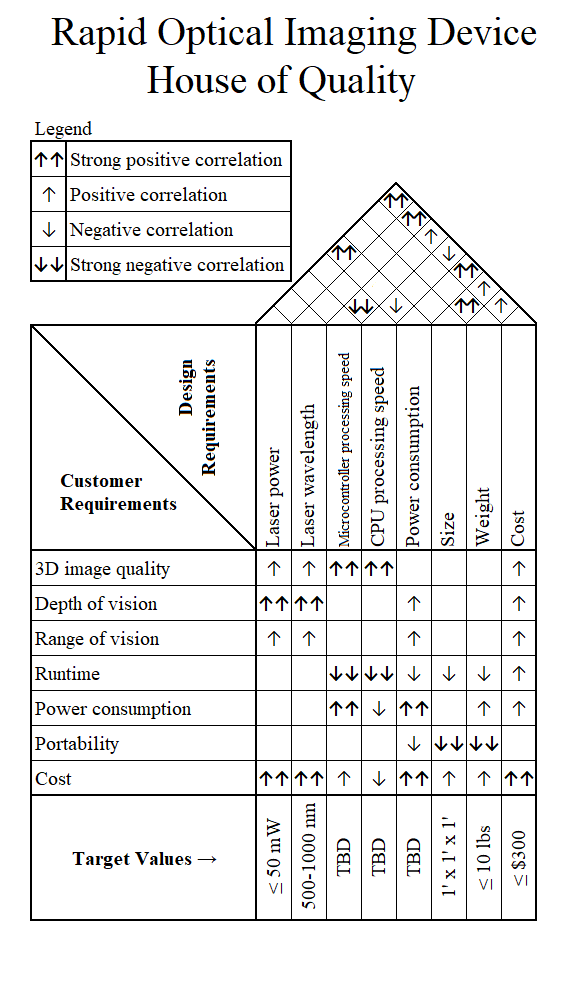 Rapid Optical Imaging Device
House of Quality
Legend
↑↑ Strong positive correlation
↑ Positive correlation
↓ Negative correlation
↓↓ Strong negative correlation
↑↑
↑↑
↑
↑↑ ↓
↑↑
↑
↓↓ ↓ ↑↑ ↑
Design
Requirements
Customer
Requirements
Laser power
Laser wavelength
Microcontroller processing speed
CPU processing speed
Power consumption
Size
Weight
Cost
3D image quality ↑ ↑ ↑↑ ↑↑ ↑
Depth of vision ↑↑ ↑↑ ↑ ↑
Range of vision ↑ ↑ ↑ ↑
Runtime ↓↓ ↓↓ ↓ ↓ ↓ ↑
Power consumption ↑↑ ↓ ↑↑ ↑ ↑
Portability ↓ ↓↓ ↓↓
Cost ↑↑ ↑↑ ↑ ↓ ↑↑ ↑ ↑ ↑↑
Target Values →
≤ 50 mW
500-1000 nm
TBD
TBD
TBD
1' x 1' x 1'
≤ 10 lbs
≤ $300